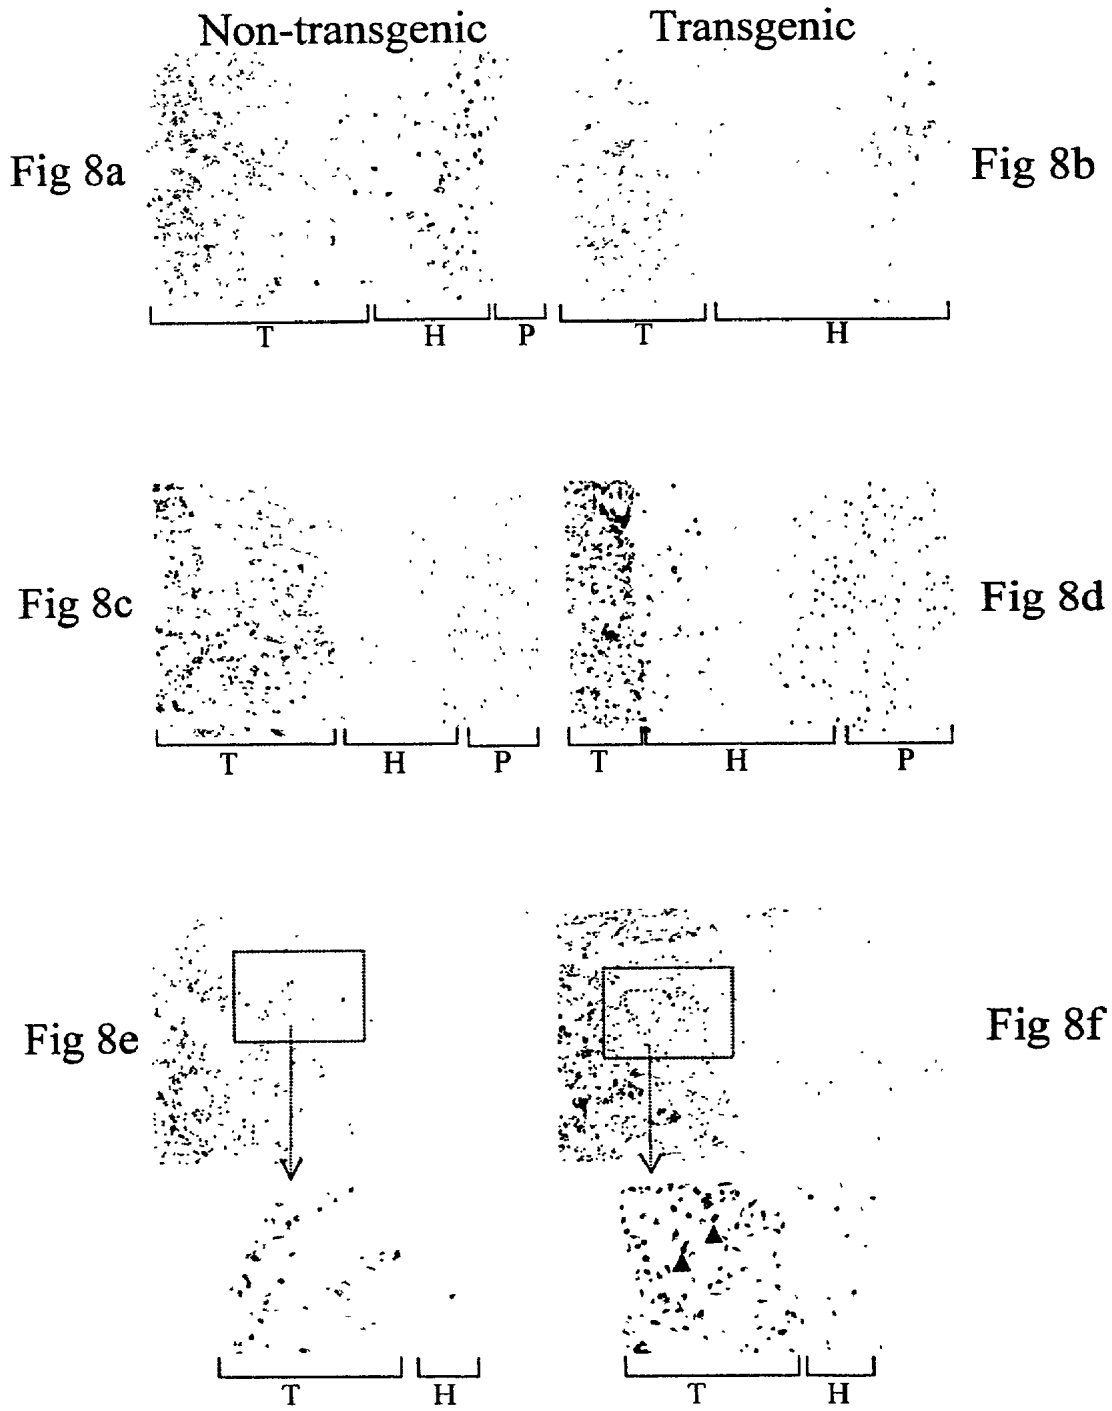 Non-transgenic Transgenic
Fig 8a Fig 8b
T H P T H
Fig 8c Fig 8d
T H P T H P
Fig 8e Fig 8f
T H T H